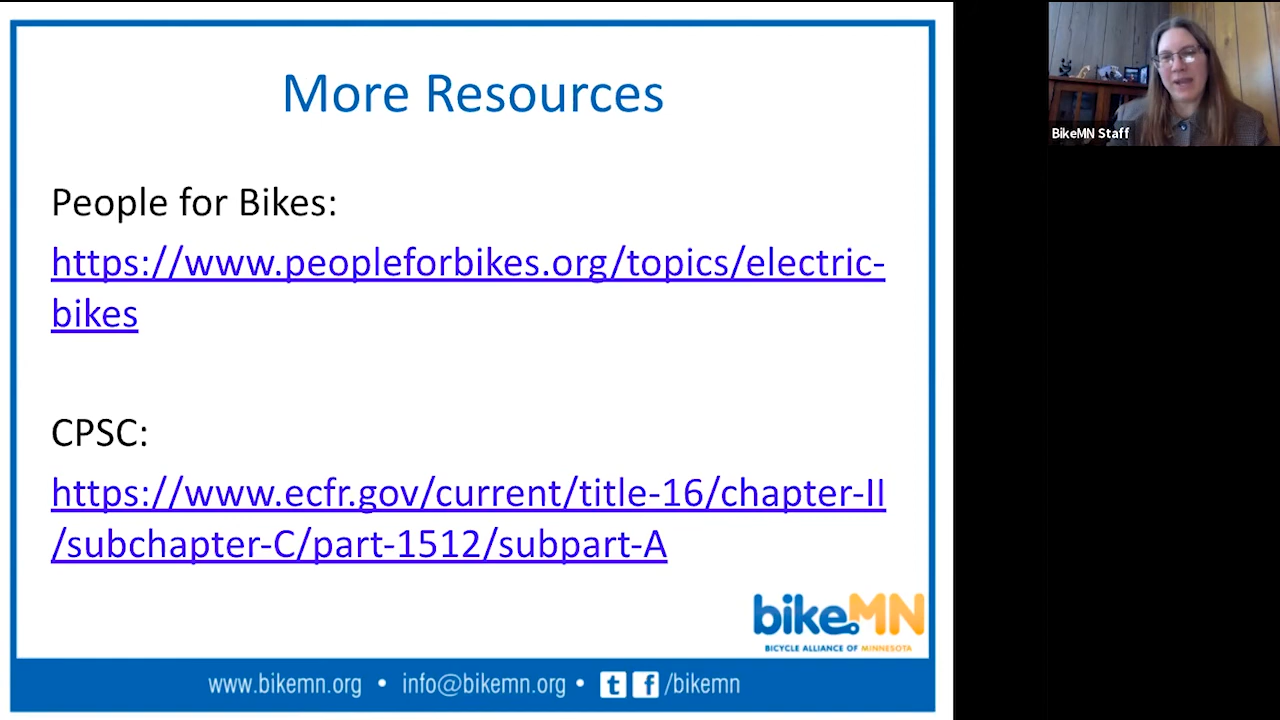 More Resources
People for Bikes:
https://www.peopleforbikes.org/topics/electric-
bikes
CPSC:
https://www.ecfr.gov/current/title-16/chapter-II
/subchapter-C/part-1512/subpart-A
bikeMN
BICYCLE ALLIANCE OF MINNESOTA
www.bikemn.org • info@bikemn.org • t f /bikemn
BikeMN Staff